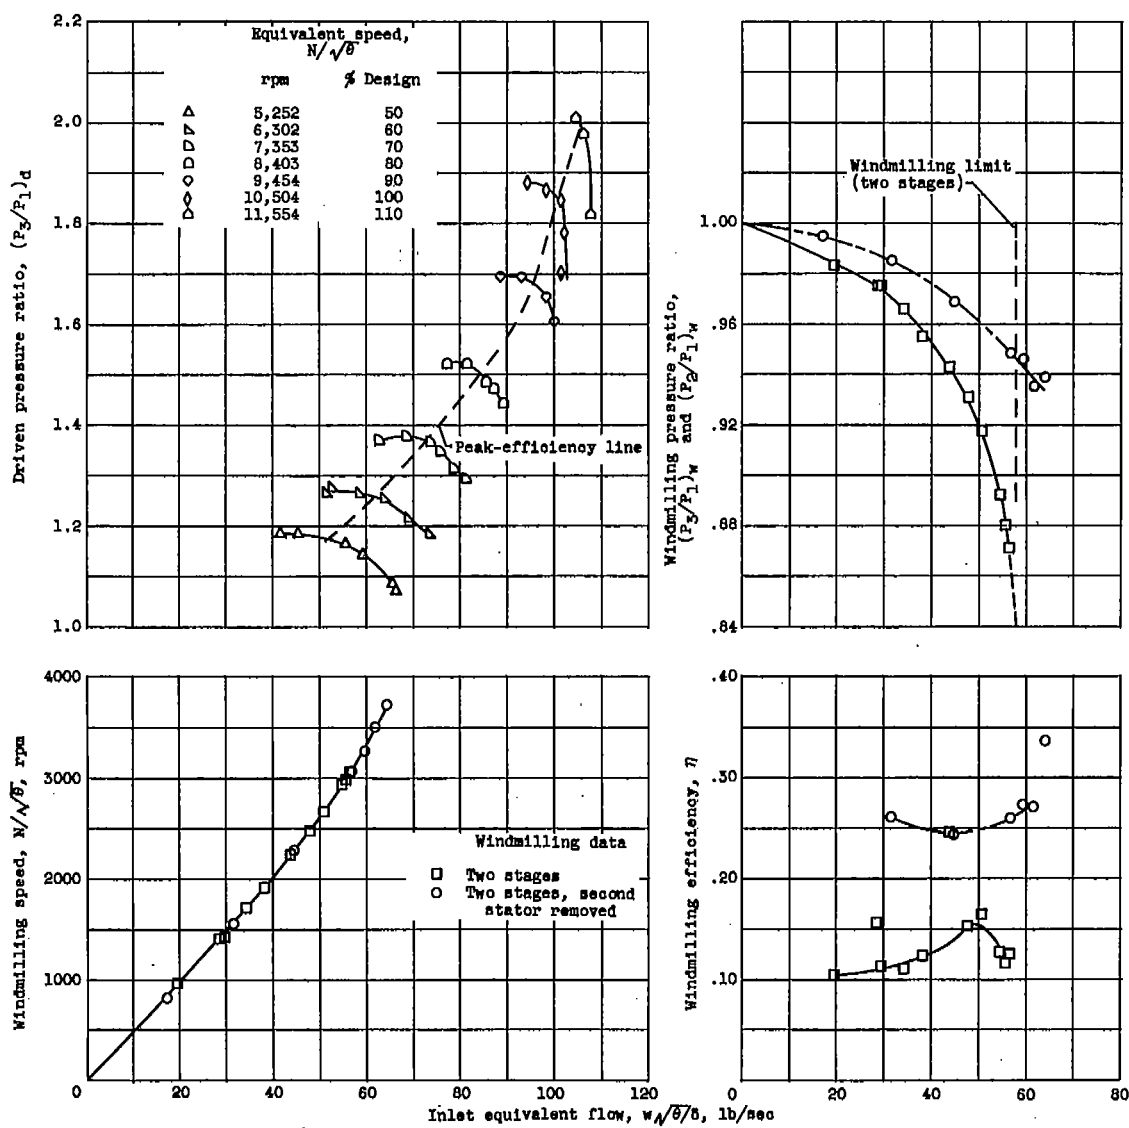 Equivalent speed,
N/√θ
rpm % Design
5,252 50
6,302 60
7,353 70
8,403 80
9,454 90
10,504 100
11,554 110
2.2
2.0
1.8
1.6
1.4
1.2
1.0
Driven pressure ratio, (P3/P1)d
Peak-efficiency line
Windmilling limit
(two stages)
1.00
.96
.92
.88
.84
Windmilling pressure ratio,
(P3/P1)w and (P2/P1)w
4000
3000
2000
1000
0
Windmilling speed, N/√θ, rpm
Windmilling data
Two stages
Two stages, second
stator removed
.40
.30
.20
.10
0
Windmilling efficiency, η
0 20 40 60 80 100 120
0 20 40 60 80
Inlet equivalent flow, w√θ/δ, lb/sec